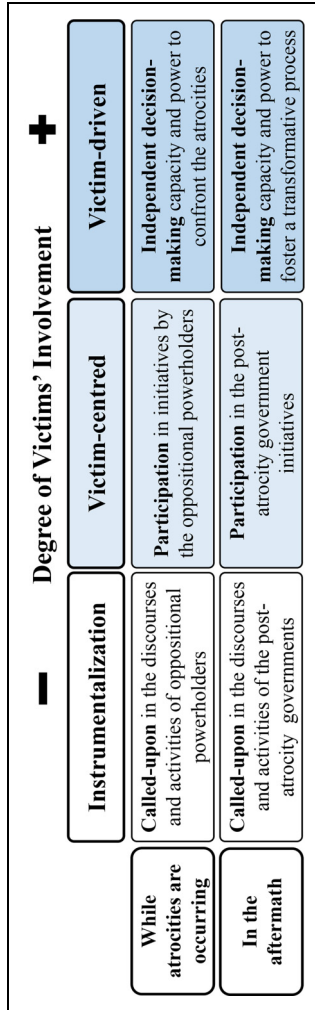 Degree of Victims' Involvement
– +
Instrumentalization
Victim-centred
Victim-driven
While
atrocities are
occurring
Called-upon in the discourses
and activities of oppositional
powerholders
Participation in initiatives by
the oppositional powerholders
Independent decision-
making capacity and power to
confront the atrocities
In the
aftermath
Called-upon in the discourses
and activities of the post-
atrocity governments
Participation in the post-
atrocity government
initiatives
Independent decision-
making capacity and power to
foster a transformative process